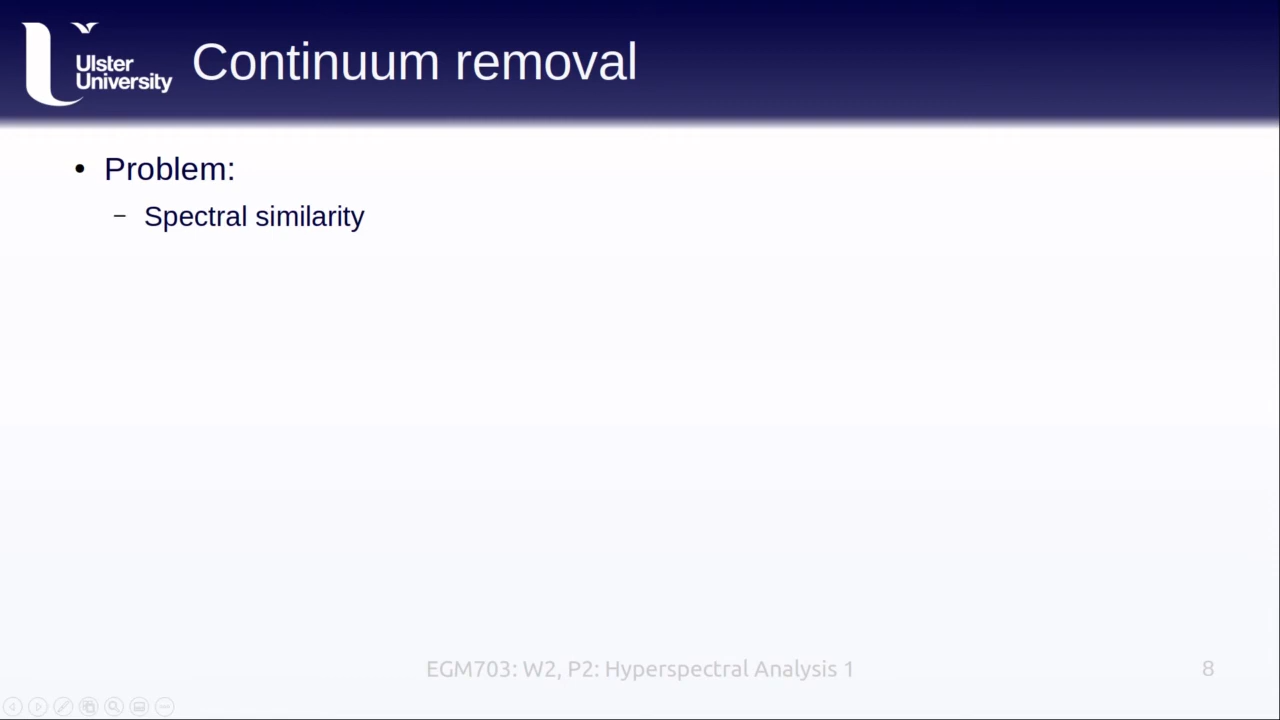 Ulster
University
Continuum removal
• Problem:
– Spectral similarity
EGM703: W2, P2: Hyperspectral Analysis 1
8